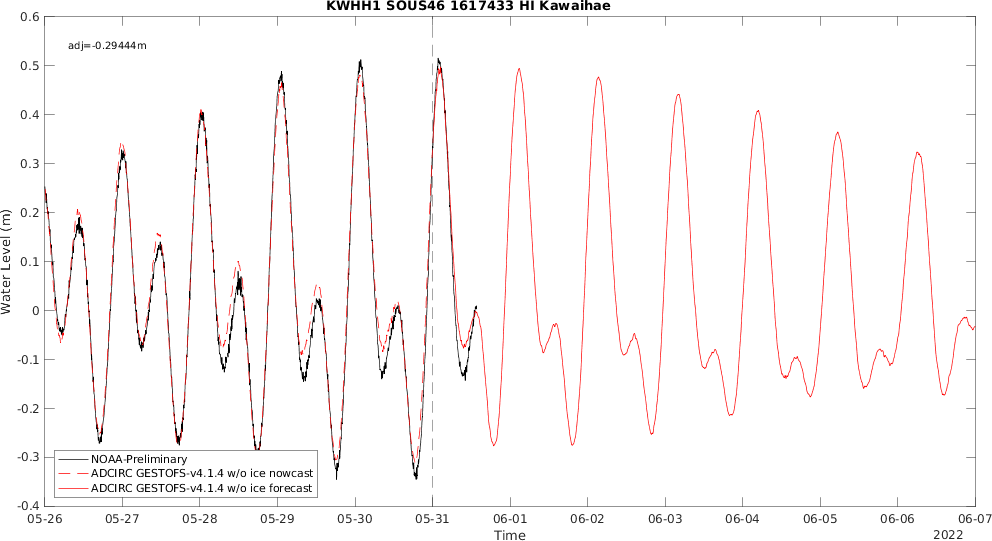 KWHH1 SOUS46 1617433 HI Kawaihae
adj=-0.29444m
0.6
0.5
0.4
0.3
0.2
0.1
0
-0.1
-0.2
-0.3
-0.4
Water Level (m)
NOAA-Preliminary
ADCIRC GESTOFS-v4.1.4 w/o ice nowcast
ADCIRC GESTOFS-v4.1.4 w/o ice forecast
05-26 05-27 05-28 05-29 05-30 05-31 06-01 06-02 06-03 06-04 06-05 06-06 06-07
Time
2022